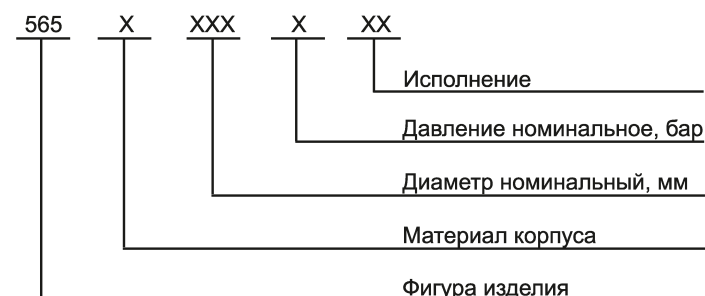 565 X XXX X XX
Исполнение
Давление номинальное, бар
Диаметр номинальный, мм
Материал корпуса
Фигура изделия